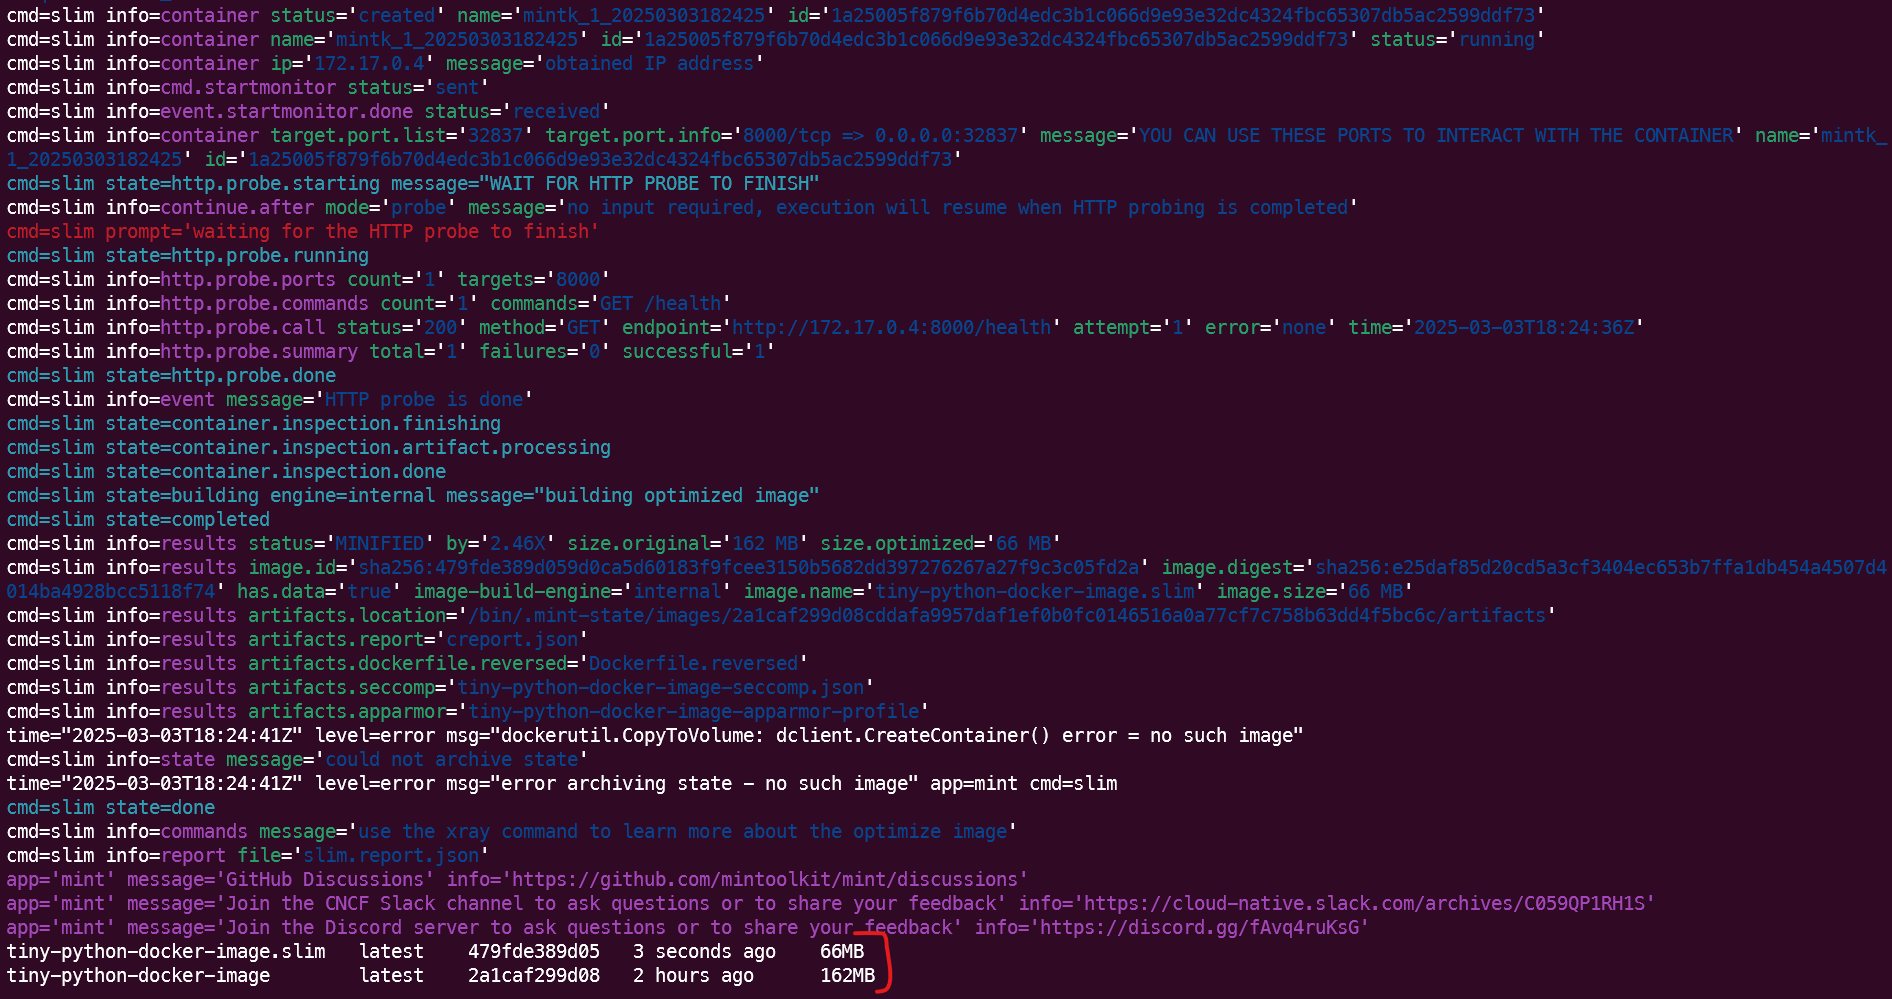 cmd=slim info=container status='created' name='mintk_1_20250303182425' id='1a25005f879f6b70d4edc3b1c066d9e93e32dc4324fbc65307db5ac2599ddf73'
cmd=slim info=container name='mintk_1_20250303182425' id='1a25005f879f6b70d4edc3b1c066d9e93e32dc4324fbc65307db5ac2599ddf73' status='running'
cmd=slim info=container ip='172.17.0.4' message='obtained IP address'
cmd=slim info=cmd.startmonitor status='sent'
cmd=slim info=event.startmonitor.done status='received'
cmd=slim info=container target.port.list='32837' target.port.info='8000/tcp => 0.0.0.0:32837' message='YOU CAN USE THESE PORTS TO INTERACT WITH THE CONTAINER' name='mintk_
1_20250303182425' id='1a25005f879f6b70d4edc3b1c066d9e93e32dc4324fbc65307db5ac2599ddf73'
cmd=slim state=http.probe.starting message="WAIT FOR HTTP PROBE TO FINISH"
cmd=slim info=continue.after mode='probe' message='no input required, execution will resume when HTTP probing is completed'
cmd=slim prompt='waiting for the HTTP probe to finish'
cmd=slim state=http.probe.running
cmd=slim info=http.probe.ports count='1' targets='8000'
cmd=slim info=http.probe.commands count='1' commands='GET /health'
cmd=slim info=http.probe.call status='200' method='GET' endpoint='http://172.17.0.4:8000/health' attempt='1' error='none' time='2025-03-03T18:24:36Z'
cmd=slim info=http.probe.summary total='1' failures='0' successful='1'
cmd=slim state=http.probe.done
cmd=slim info=event message='HTTP probe is done'
cmd=slim state=container.inspection.finishing
cmd=slim state=container.inspection.artifact.processing
cmd=slim state=container.inspection.done
cmd=slim state=building engine=internal message="building optimized image"
cmd=slim state=completed
cmd=slim info=results status='MINIFIED' by='2.46X' size.original='162 MB' size.optimized='66 MB'
cmd=slim info=results image.id='sha256:479fde389d059d0ca5d60183f9fcee3150b5682dd397276267a27f9c3c05fd2a' image.digest='sha256:e25daf85d20cd5a3cf3404ec653b7ffa1db454a4507d4
014ba4928bcc5118f74' has.data='true' image-build-engine='internal' image.name='tiny-python-docker-image.slim' image.size='66 MB'
cmd=slim info=results artifacts.location='/bin/.mint-state/images/2a1caf299d08cddafa9957daf1ef0b0fc0146516a0a77cf7c758b63dd4f5bc6c/artifacts'
cmd=slim info=results artifacts.report='creport.json'
cmd=slim info=results artifacts.dockerfile.reversed='Dockerfile.reversed'
cmd=slim info=results artifacts.seccomp='tiny-python-docker-image-seccomp.json'
cmd=slim info=results artifacts.apparmor='tiny-python-docker-image-apparmor-profile'
time="2025-03-03T18:24:41Z" level=error msg="dockerutil.CopyToVolume: dclient.CreateContainer() error = no such image"
cmd=slim info=state message='could not archive state'
time="2025-03-03T18:24:41Z" level=error msg="error archiving state - no such image" app=mint cmd=slim
cmd=slim state=done
cmd=slim info=commands message='use the xray command to learn more about the optimize image'
cmd=slim info=report file='slim.report.json'
app='mint' message='GitHub Discussions' info='https://github.com/mintoolkit/mint/discussions'
app='mint' message='Join the CNCF Slack channel to ask questions or to share your feedback' info='https://cloud-native.slack.com/archives/C059QP1RH1S'
app='mint' message='Join the Discord server to ask questions or to share your feedback' info='https://discord.gg/fAvq4ruKsG'
tiny-python-docker-image.slim latest 479fde389d05 3 seconds ago 66MB
tiny-python-docker-image latest 2a1caf299d08 2 hours ago 162MB